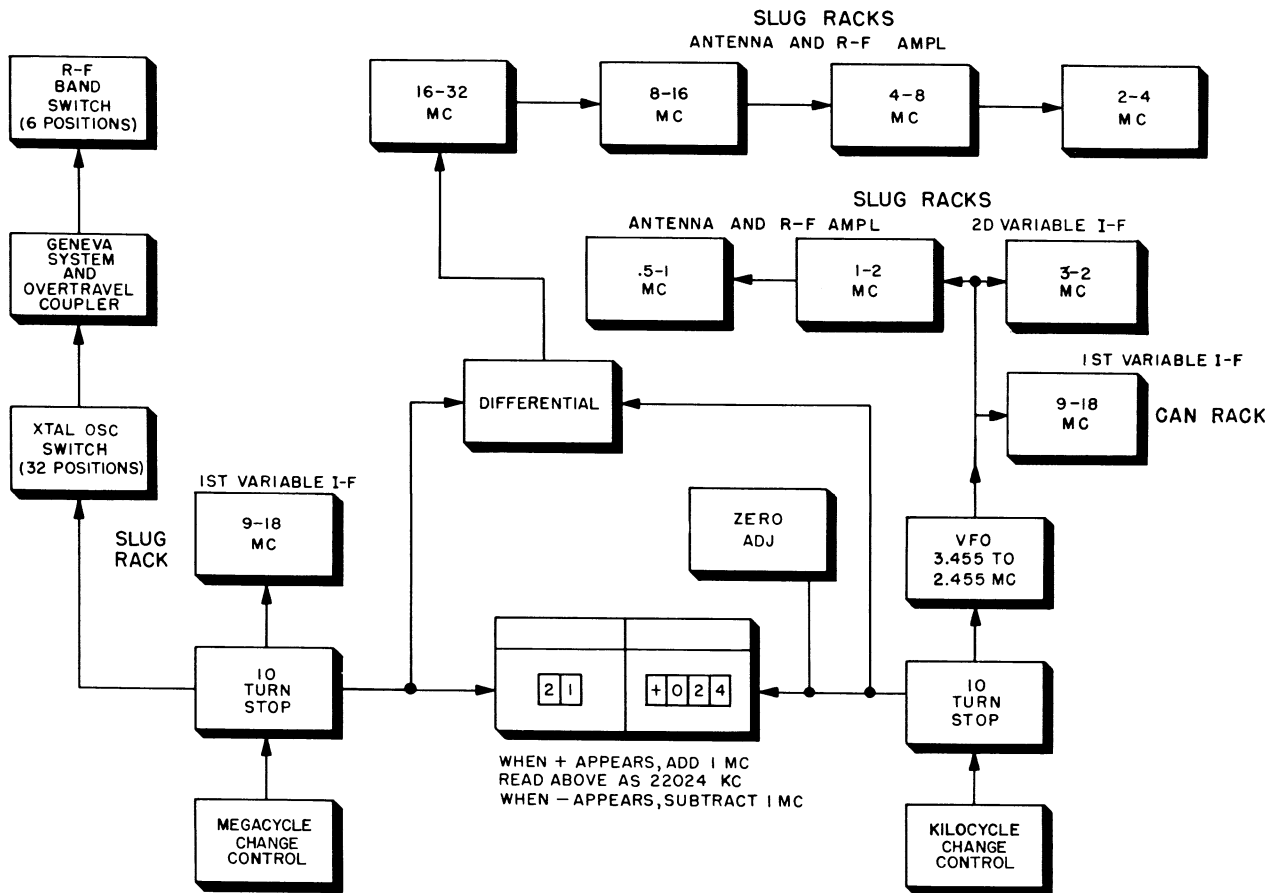 SLUG RACKS
ANTENNA AND R-F AMPL
R-F
BAND
SWITCH
(6 POSITIONS)
16-32
MC
8-16
MC
4-8
MC
2-4
MC
SLUG RACKS
ANTENNA AND R-F AMPL
2D VARIABLE I-F
GENEVA
SYSTEM
AND
OVERTRAVEL
COUPLER
.5-1
MC
1-2
MC
3-2
MC
1ST VARIABLE I-F
9-18
MC
CAN RACK
DIFFERENTIAL
XTAL OSC
SWITCH
(32 POSITIONS)
1ST VARIABLE I-F
SLUG
RACK
9-18
MC
ZERO
ADJ
VFO
3.455 TO
2.455 MC
10
TURN
STOP
21
+024
10
TURN
STOP
WHEN + APPEARS, ADD 1 MC
READ ABOVE AS 22024 KC
WHEN - APPEARS, SUBTRACT 1 MC
MEGACYCLE
CHANGE
CONTROL
KILOCYCLE
CHANGE
CONTROL